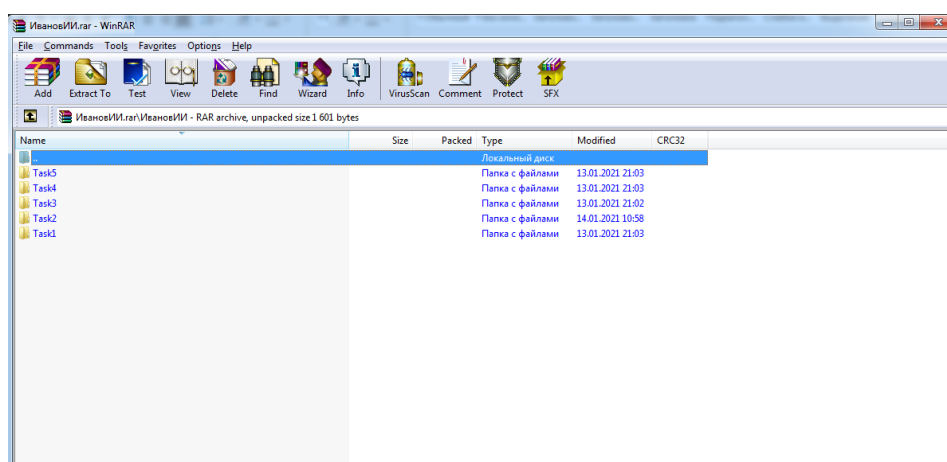 ИвановИИ.rar - WinRAR
File Commands Tools Favorites Options Help
Add Extract To Test View Delete Find Wizard Info VirusScan Comment Protect SFX
ИвановИИ.rar\ИвановИИ - RAR archive, unpacked size 1 601 bytes
Name Size Packed Type Modified CRC32
.. Локальный диск
Task5 Папка с файлами 13.01.2021 21:03
Task4 Папка с файлами 13.01.2021 21:03
Task3 Папка с файлами 13.01.2021 21:02
Task2 Папка с файлами 14.01.2021 10:58
Task1 Папка с файлами 13.01.2021 21:03